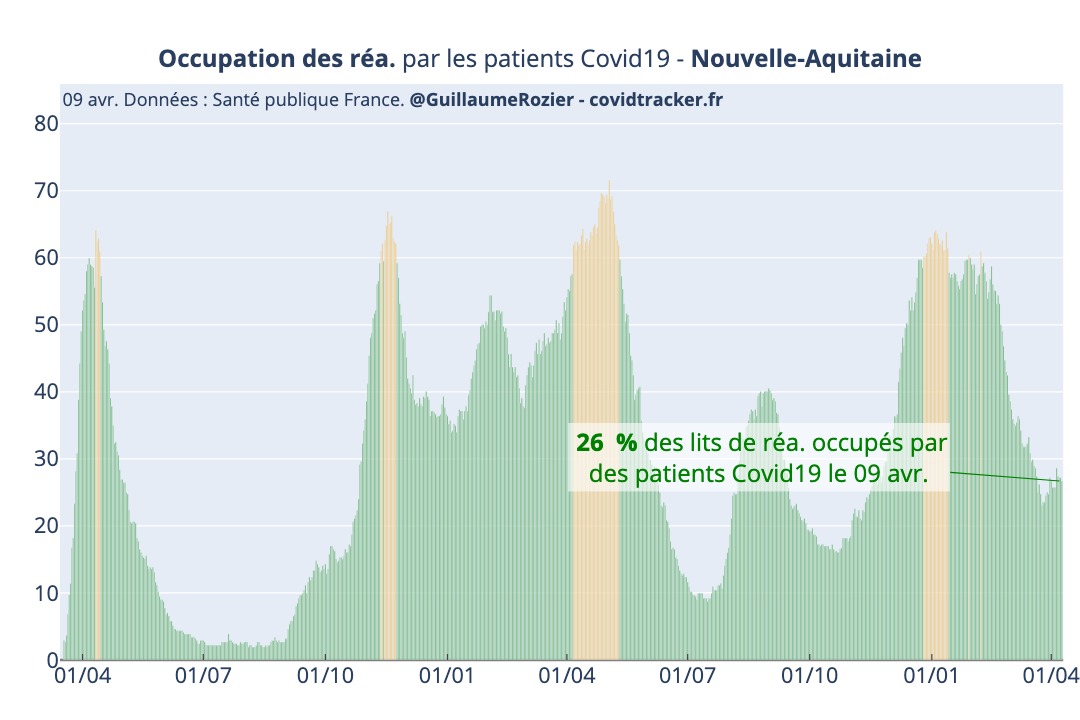 Occupation des réa. par les patients Covid19 - Nouvelle-Aquitaine
09 avr. Données : Santé publique France. @GuillaumeRozier - covidtracker.fr
80
70
60
50
40
30
20
10
0
26 % des lits de réa. occupés par
des patients Covid19 le 09 avr.
01/04 01/07 01/10 01/01 01/04 01/07 01/10 01/01 01/04